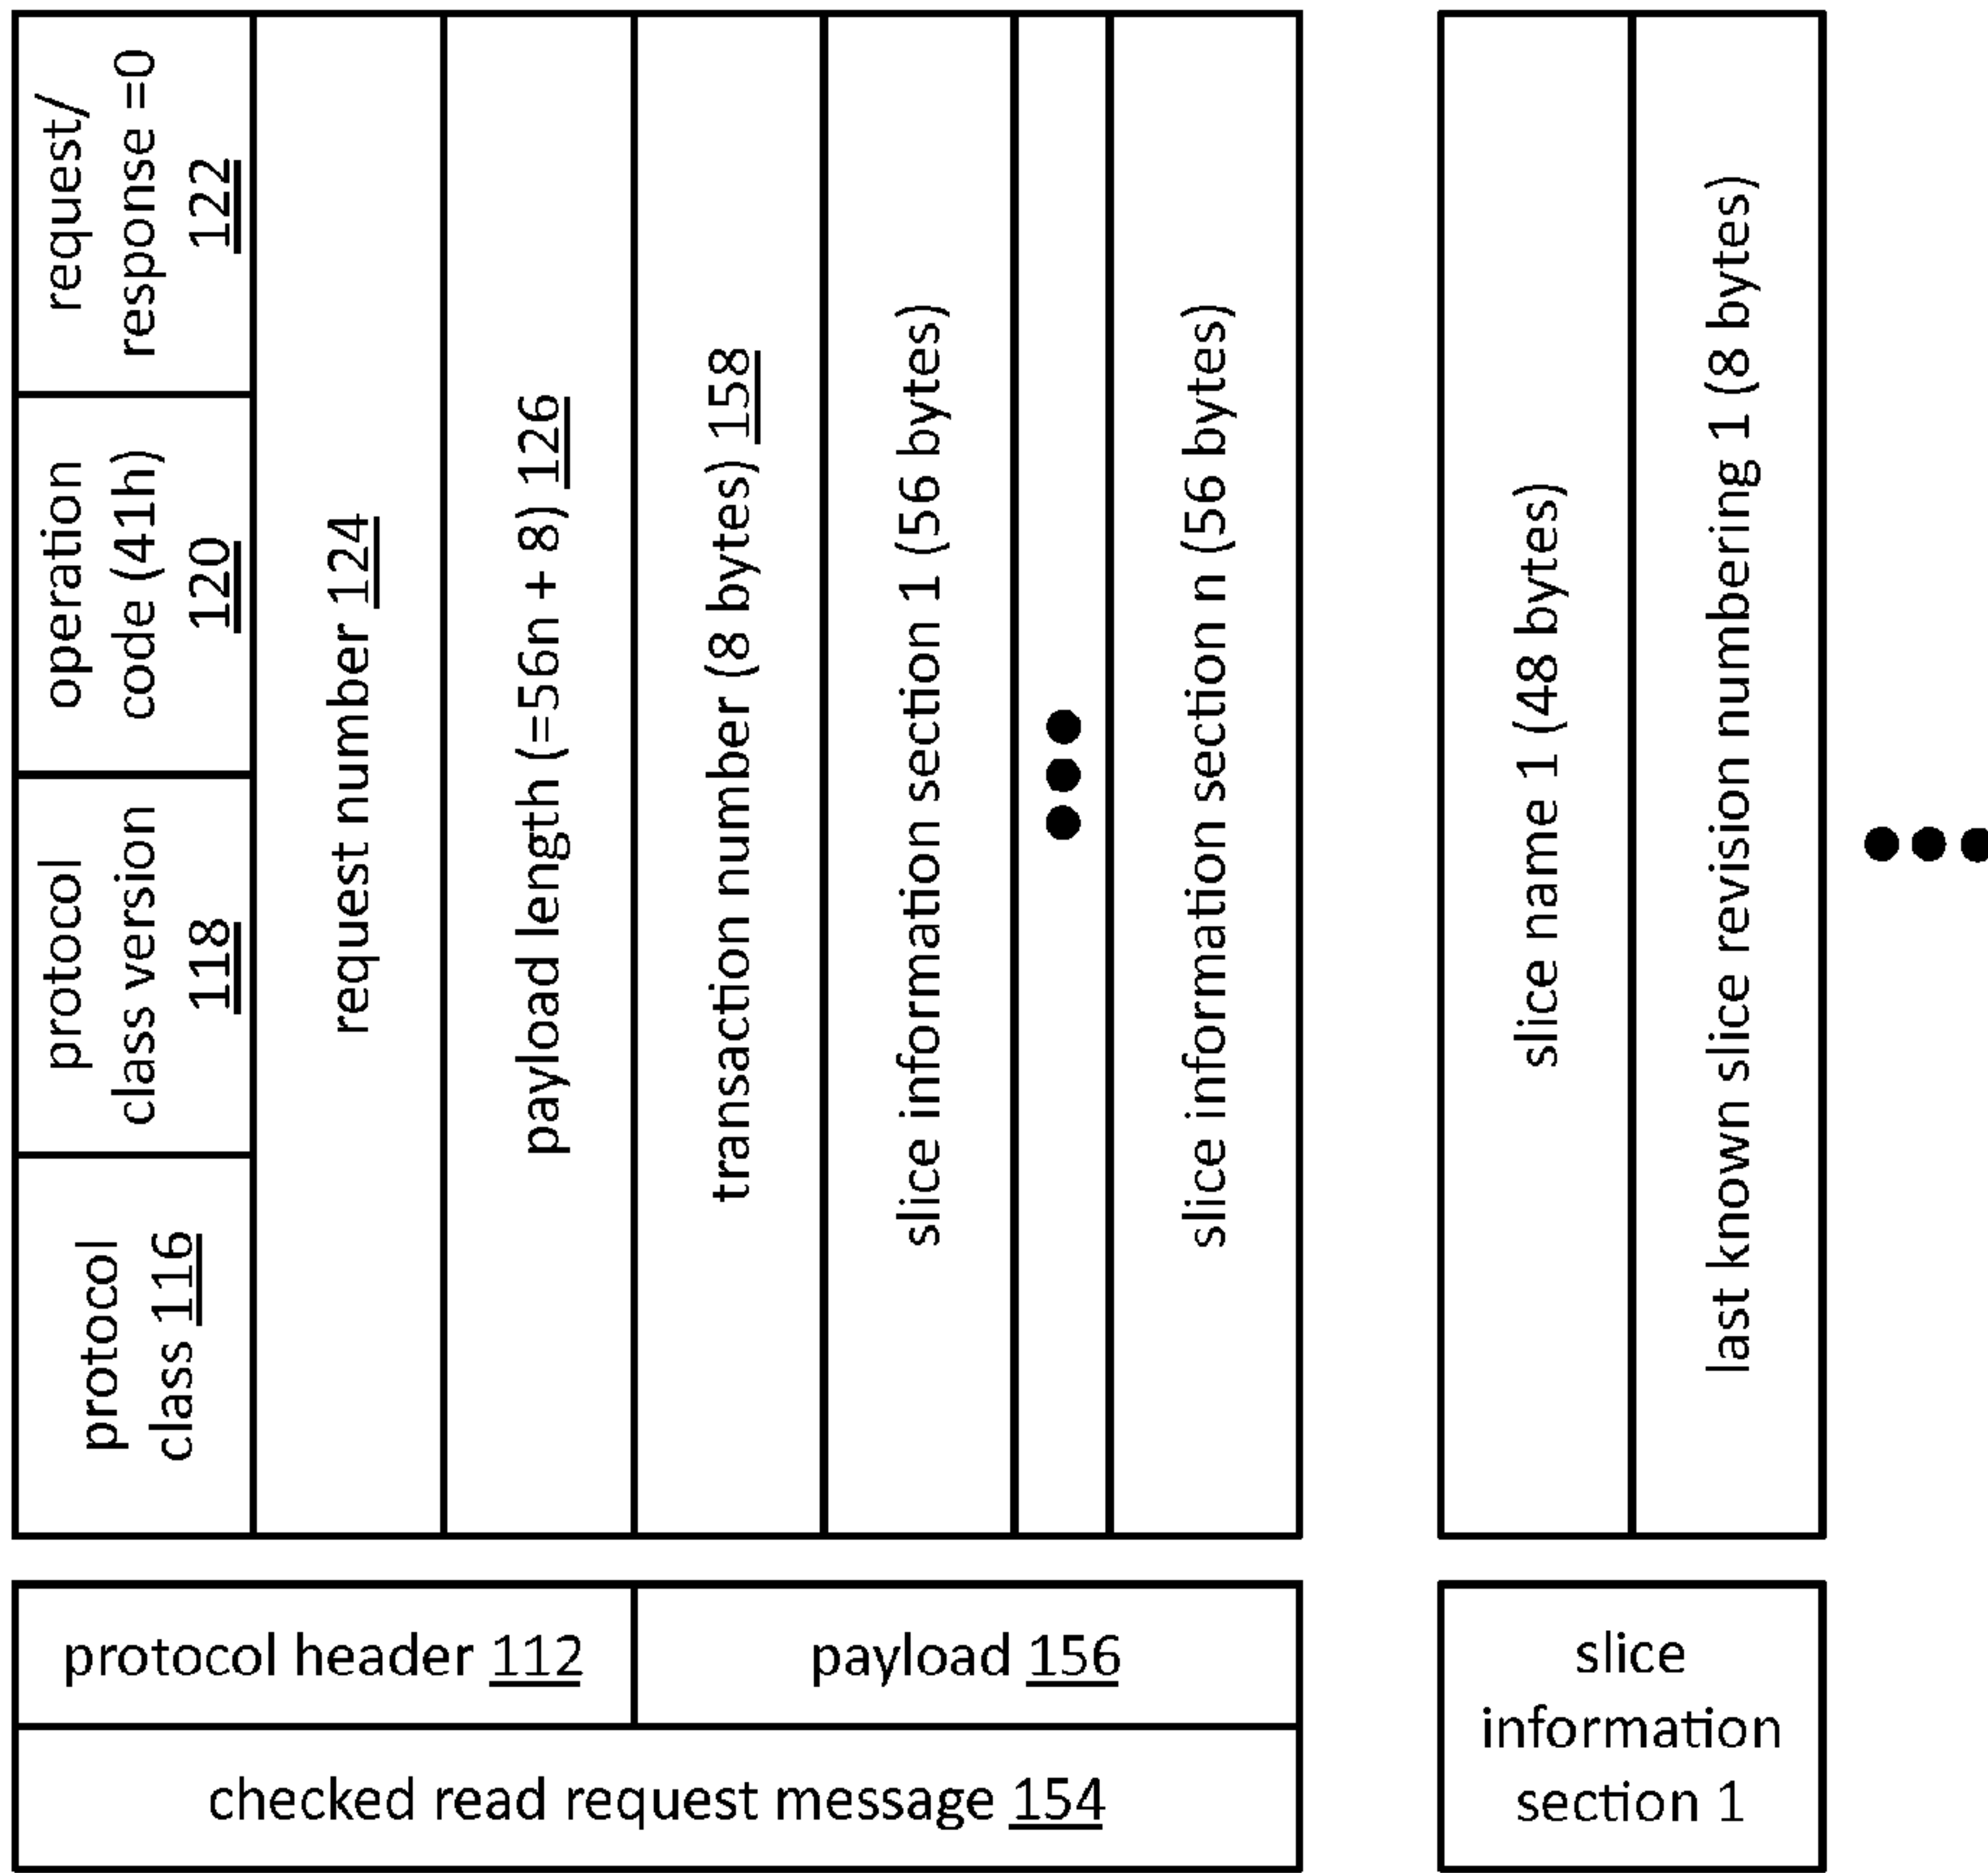 protocol
class 116
protocol
class version
118
operation
code (41h)
120
request/
response =0
122
request number 124
payload length (=56n + 8) 126
transaction number (8 bytes) 158
slice information section 1 (56 bytes)
slice information section n (56 bytes)
protocol header 112
payload 156
checked read request message 154
slice name 1 (48 bytes)
last known slice revision numbering 1 (8 bytes)
slice
information
section 1